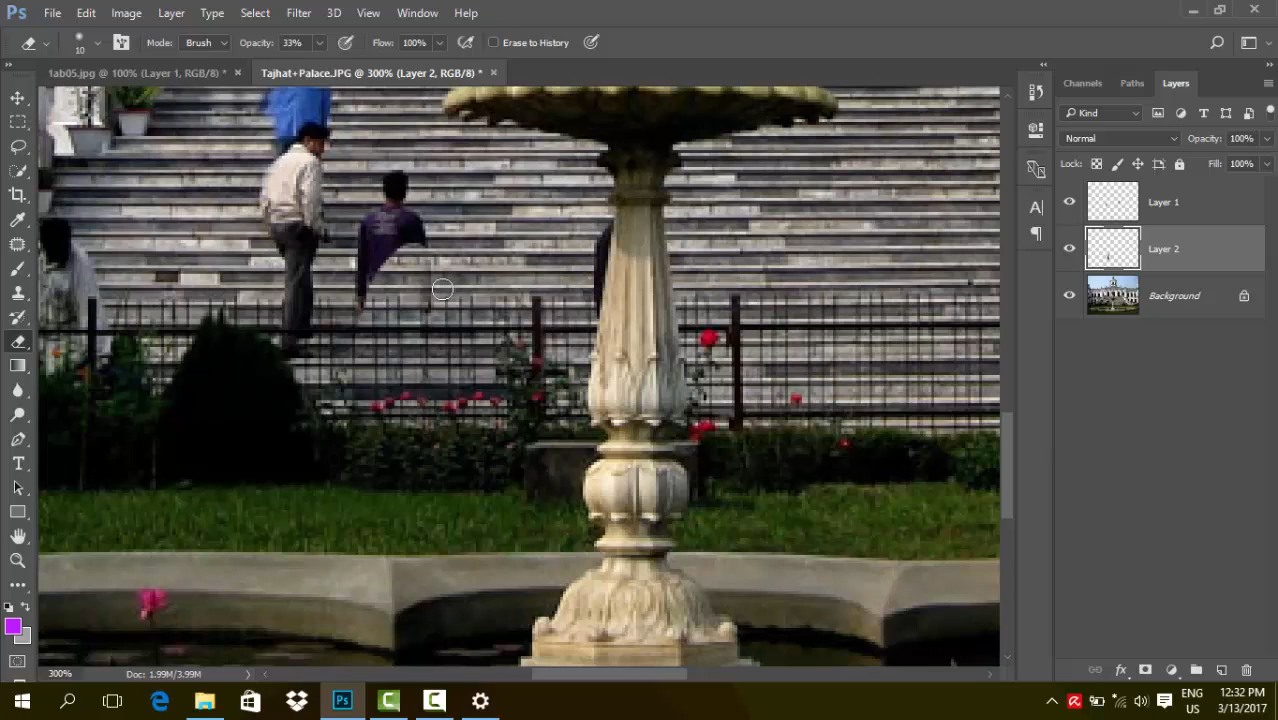 Ps File Edit Image Layer Type Select Filter 3D View Window Help
10 Mode: Brush Opacity: 33% Flow: 100% Erase to History
1ab05.jpg @ 100% (Layer 1, RGB/8) * × Tajhat+Palace.JPG @ 300% (Layer 2, RGB/8) * ×
Channels Paths Layers
Kind
Normal Opacity: 100%
Lock: Fill: 100%
Layer 1
Layer 2
Background
300% Doc: 1.99M/3.99M
Ps
ENG 12:32 PM
US 3/13/2017